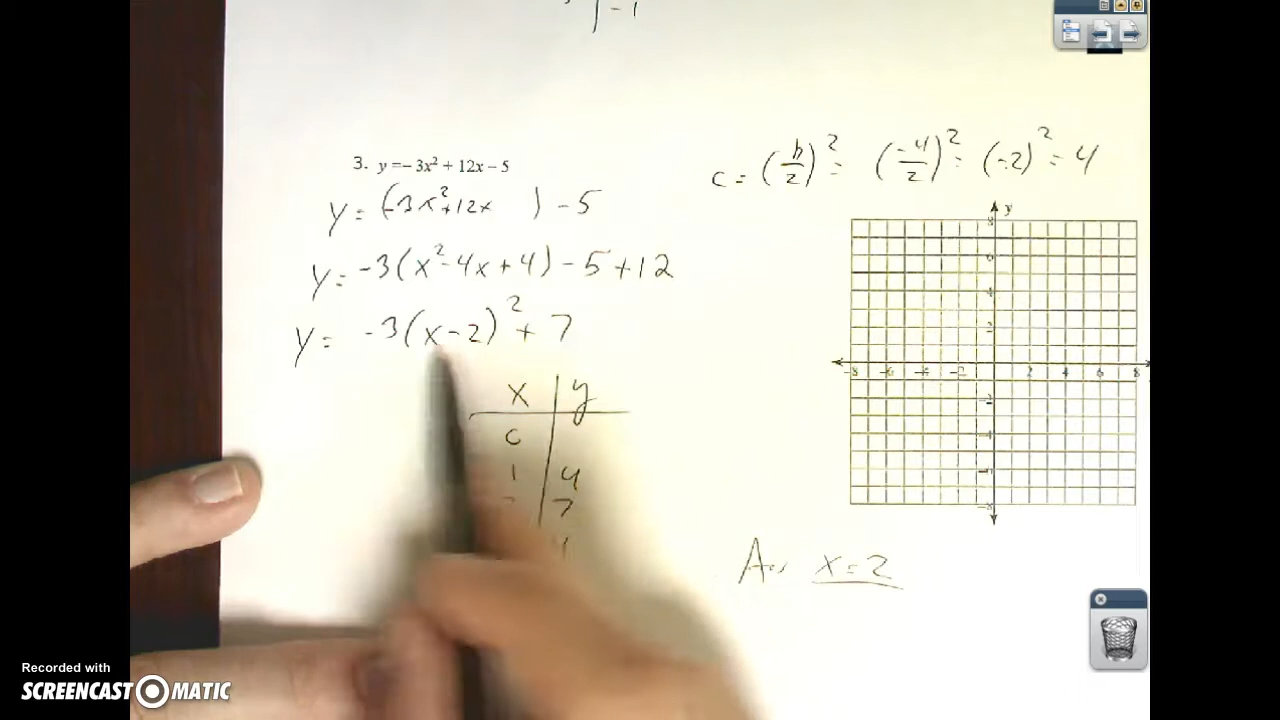 -1
3. y = – 3x² + 12x – 5
y = (-3x²+12x ) - 5
y = -3(x² - 4x + 4) - 5 + 12
y = -3(x - 2)² + 7
x y
0
1 4
7
c = (b/2)² = (-4/2)² = (-2)² = 4
y
8
6
4
2
-8 -6 -4 -2 2 4 6 8
-2
-4
-8
x = 2
Recorded with
SCREENCAST MATIC